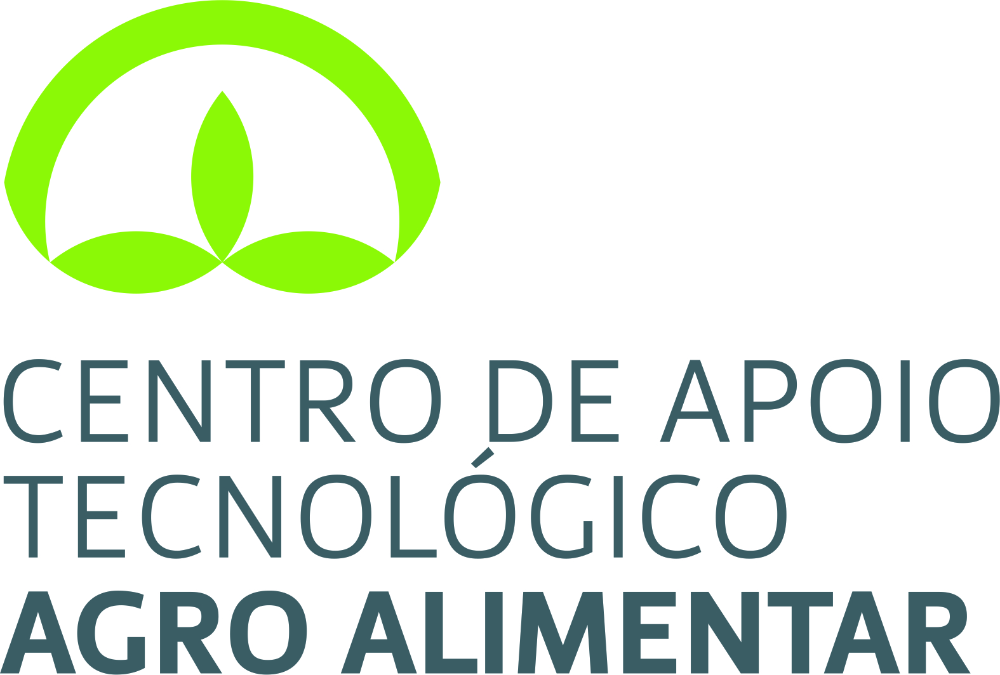 CENTRO DE APOIO
TECNOLÓGICO
AGRO ALIMENTAR